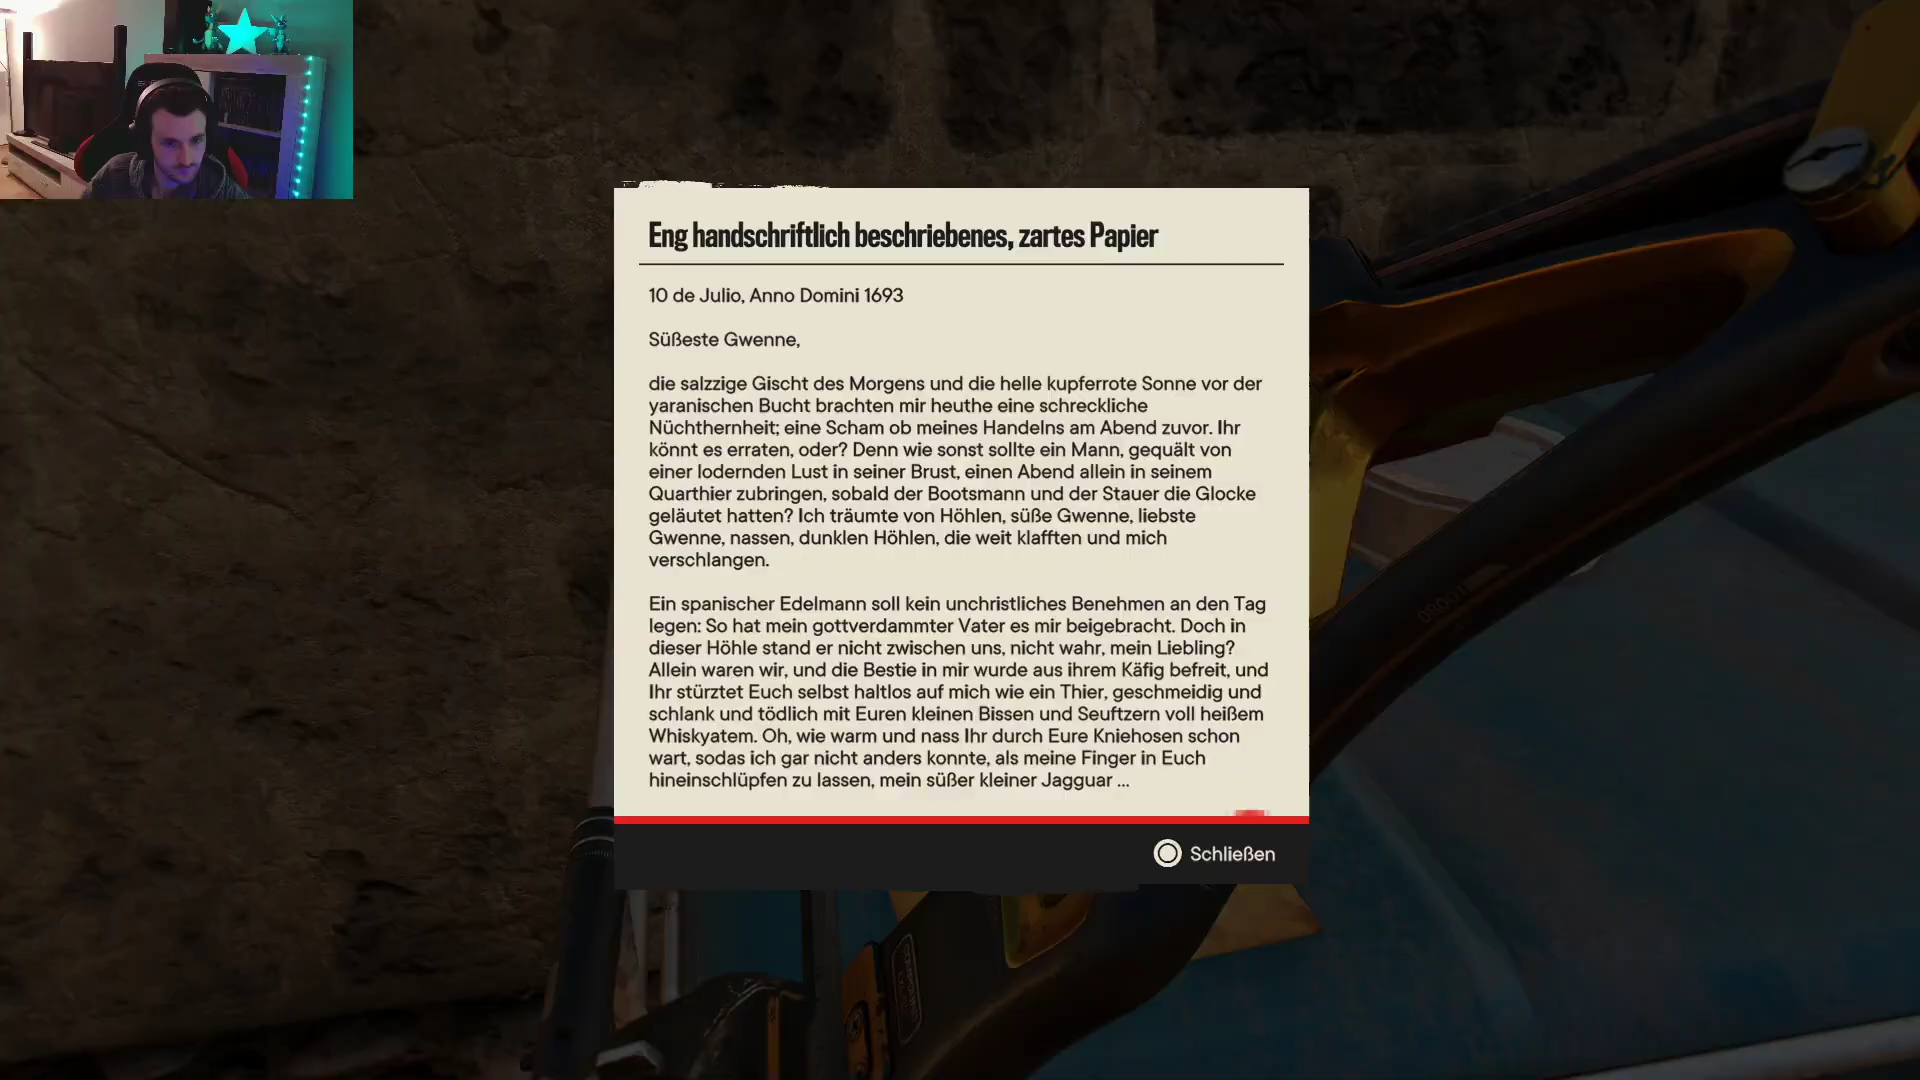 Eng handschriftlich beschriebenes, zartes Papier
10 de Julio, Anno Domini 1693
Süßeste Gwenne,
die salzzige Gischt des Morgens und die helle kupferrote Sonne vor der
yaranischen Bucht brachten mir heuthe eine schreckliche
Nüchthernheit; eine Scham ob meines Handelns am Abend zuvor. Ihr
könnt es erraten, oder? Denn wie sonst sollte ein Mann, gequält von
einer lodernden Lust in seiner Brust, einen Abend allein in seinem
Quarthier zubringen, sobald der Bootsmann und der Stauer die Glocke
geläutet hatten? Ich träumte von Höhlen, süße Gwenne, liebste
Gwenne, nassen, dunklen Höhlen, die weit klafften und mich
verschlangen.
Ein spanischer Edelmann soll kein unchristliches Benehmen an den Tag
legen: So hat mein gottverdammter Vater es mir beigebracht. Doch in
dieser Höhle stand er nicht zwischen uns, nicht wahr, mein Liebling?
Allein waren wir, und die Bestie in mir wurde aus ihrem Käfig befreit, und
Ihr stürztet Euch selbst haltlos auf mich wie ein Thier, geschmeidig und
schlank und tödlich mit Euren kleinen Bissen und Seuftzern voll heißem
Whiskyatem. Oh, wie warm und nass Ihr durch Eure Kniehosen schon
wart, sodas ich gar nicht anders konnte, als meine Finger in Euch
hineinschlüpfen zu lassen, mein süßer kleiner Jagguar ...
Schließen